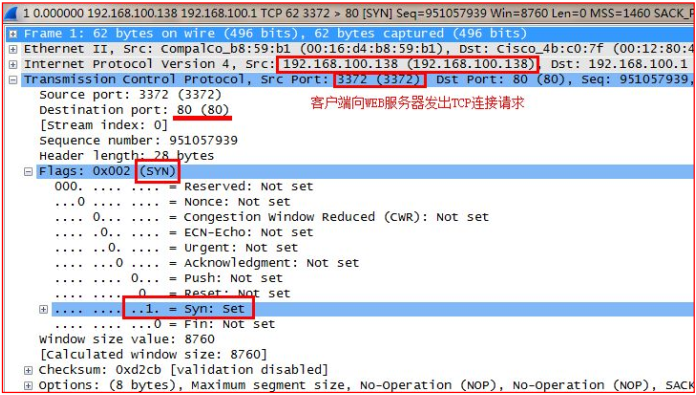 1 0.000000 192.168.100.138 192.168.100.1 TCP 62 3372 > 80 [SYN] Seq=951057939 Win=8760 Len=0 MSS=1460 SACK_
Frame 1: 62 bytes on wire (496 bits), 62 bytes captured (496 bits)
Ethernet II, Src: CompalCo_b8:59:b1 (00:16:d4:b8:59:b1), Dst: Cisco_4b:c0:7f (00:12:80:4
Internet Protocol Version 4, Src: 192.168.100.138 (192.168.100.138), Dst: 192.168.100.1
Transmission Control Protocol, Src Port: 3372 (3372) Dst Port: 80 (80), Seq: 951057939,
Source port: 3372 (3372)
Destination port: 80 (80)
客户端向WEB服务器发出TCP连接请求
[Stream index: 0]
Sequence number: 951057939
Header length: 28 bytes
Flags: 0x002 (SYN)
000. .... .... = Reserved: Not set
...0 .... .... = Nonce: Not set
.... 0... .... = Congestion Window Reduced (CWR): Not set
.... .0.. .... = ECN-Echo: Not set
.... ..0. .... = Urgent: Not set
.... ...0 .... = Acknowledgment: Not set
.... .... 0... = Push: Not set
.... .... .0.. = Reset: Not set
.... .... ..1. = Syn: Set
.... .... ...0 = Fin: Not set
Window size value: 8760
[Calculated window size: 8760]
Checksum: 0xd2cb [validation disabled]
Options: (8 bytes), Maximum segment size, No-Operation (NOP), No-Operation (NOP), SACK